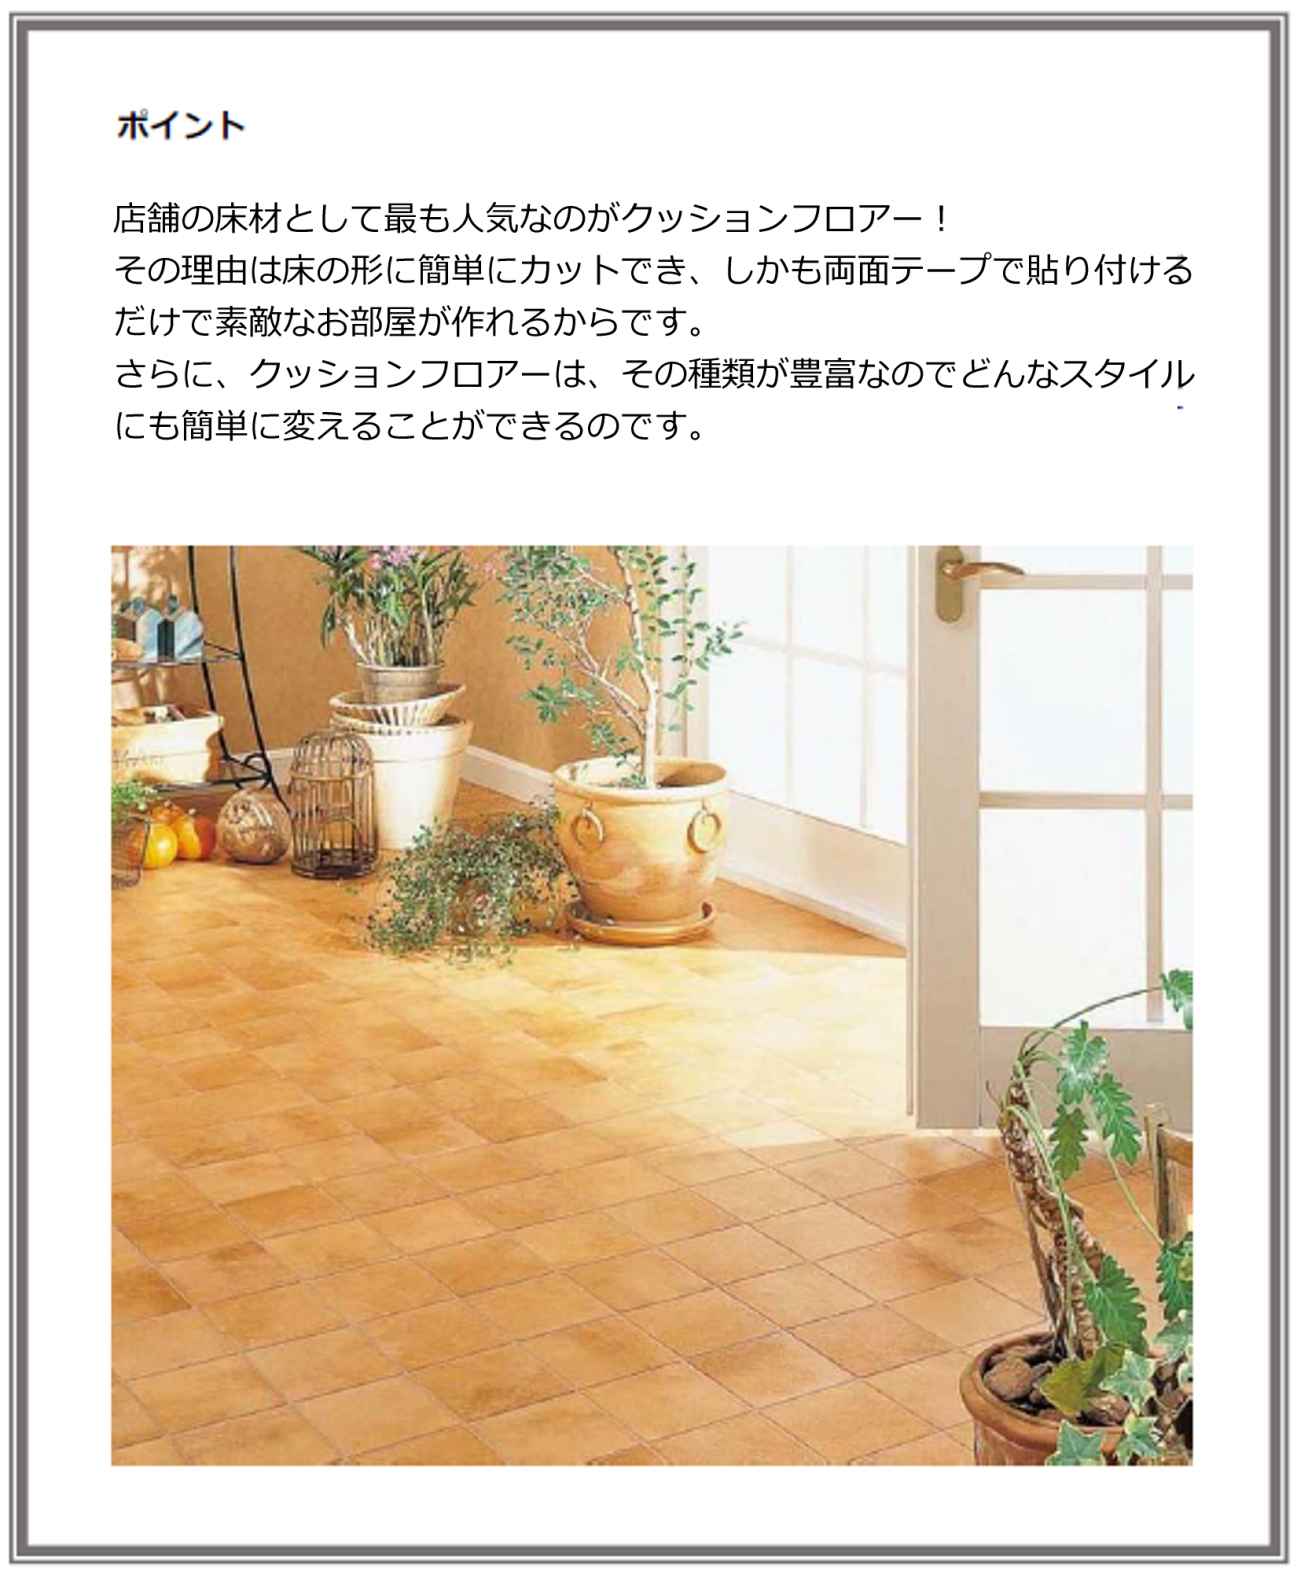 ポイント
店舗の床材として最も人気なのがクッションフロアー！
その理由は床の形に簡単にカットでき、しかも両面テープで貼り付ける
だけで素敵なお部屋が作れるからです。
さらに、クッションフロアーは、その種類が豊富なのでどんなスタイル
にも簡単に変えることができるのです。